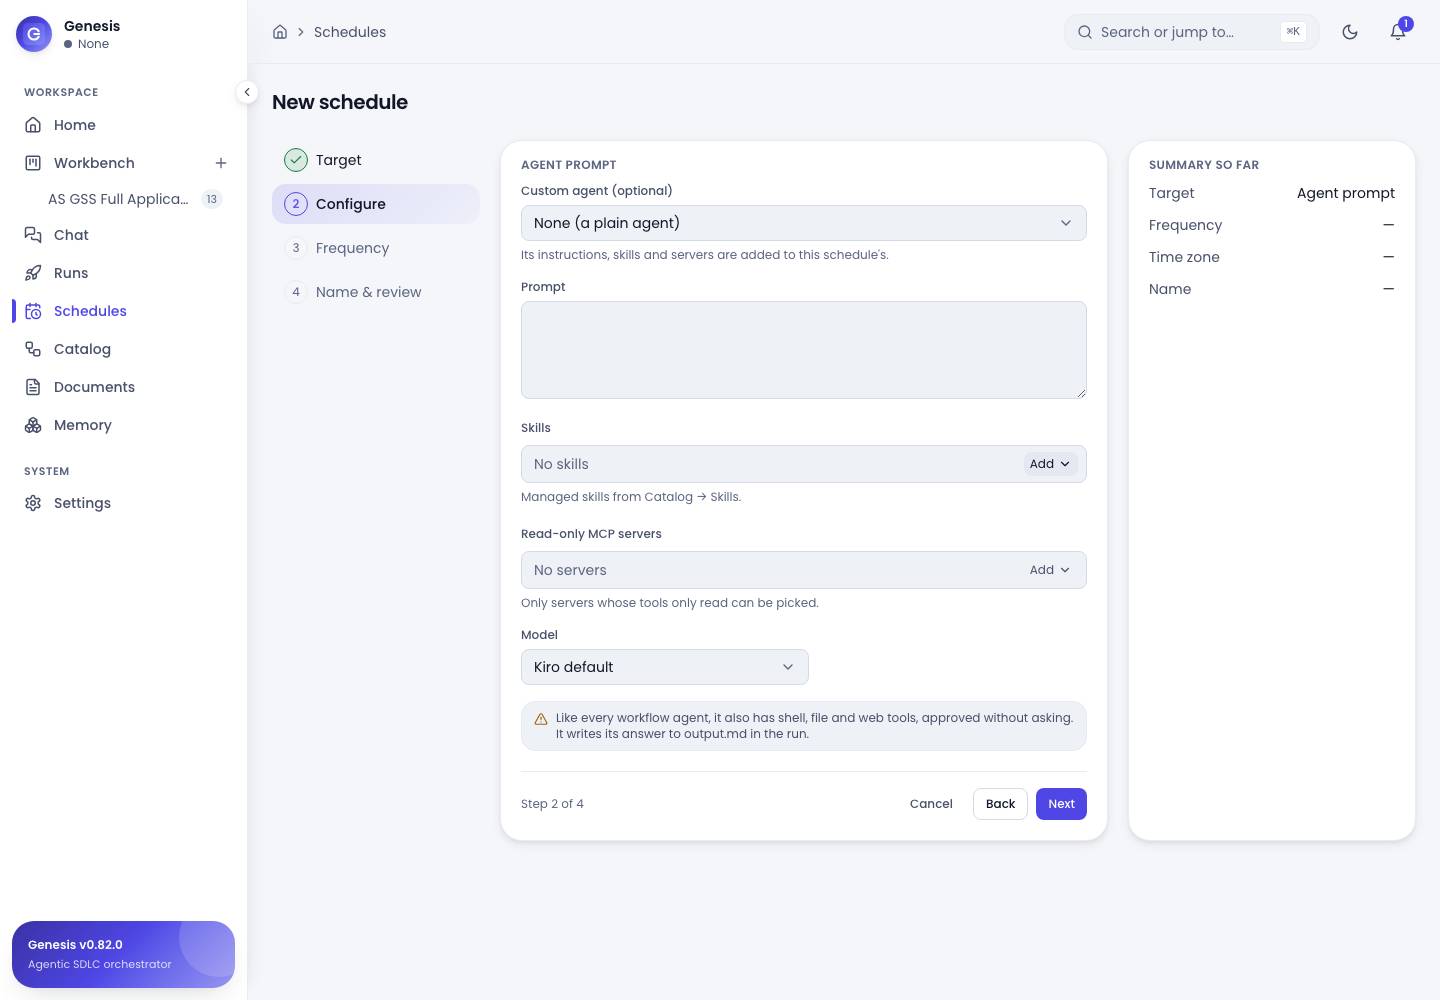 Genesis
None
WORKSPACE
Home
Workbench
AS GSS Full Applica... 13
Chat
Runs
Schedules
Catalog
Documents
Memory
SYSTEM
Settings
Genesis v0.82.0
Agentic SDLC orchestrator
Schedules
Search or jump to... ⌘K
1
New schedule
Target
2 Configure
3 Frequency
4 Name & review
AGENT PROMPT
Custom agent (optional)
None (a plain agent)
Its instructions, skills and servers are added to this schedule's.
Prompt
Skills
No skills Add
Managed skills from Catalog → Skills.
Read-only MCP servers
No servers Add
Only servers whose tools only read can be picked.
Model
Kiro default
Like every workflow agent, it also has shell, file and web tools, approved without asking.
It writes its answer to output.md in the run.
Step 2 of 4 Cancel Back Next
SUMMARY SO FAR
Target Agent prompt
Frequency —
Time zone —
Name —